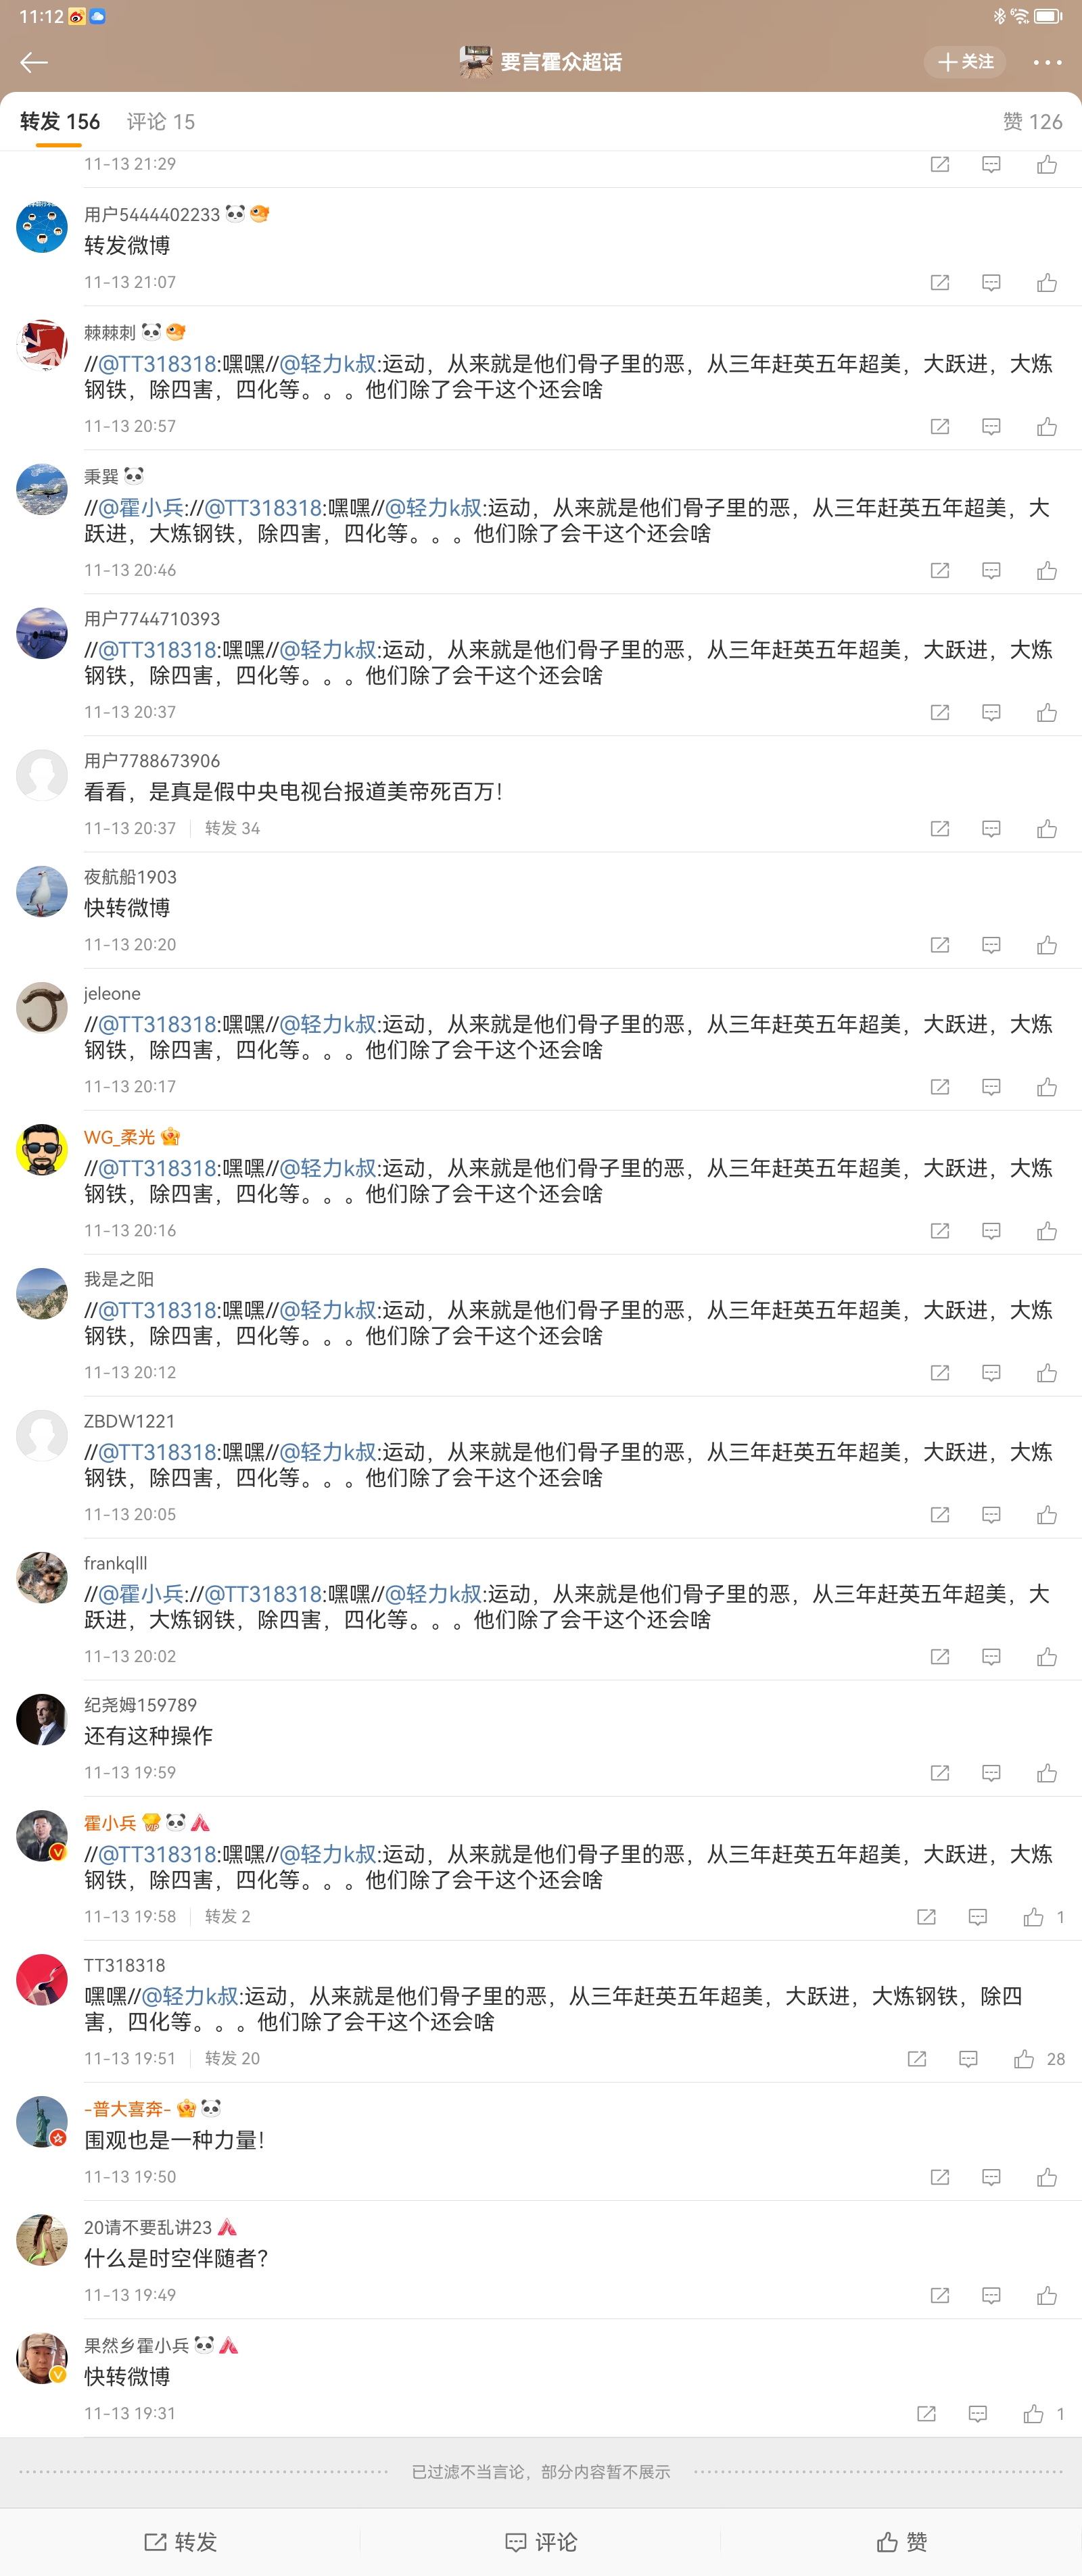 11:12
要言霍众超话
关注
转发 156 评论 15 赞 126
11-13 21:29
用户5444402233
转发微博
11-13 21:07
棘棘刺
//@TT318318:嘿嘿//@轻力k叔:运动，从来就是他们骨子里的恶，从三年赶英五年超美，大跃进，大炼
钢铁，除四害，四化等。。。他们除了会干这个还会啥
11-13 20:57
秉巽
//@霍小兵://@TT318318:嘿嘿//@轻力k叔:运动，从来就是他们骨子里的恶，从三年赶英五年超美，大
跃进，大炼钢铁，除四害，四化等。。。他们除了会干这个还会啥
11-13 20:46
用户7744710393
//@TT318318:嘿嘿//@轻力k叔:运动，从来就是他们骨子里的恶，从三年赶英五年超美，大跃进，大炼
钢铁，除四害，四化等。。。他们除了会干这个还会啥
11-13 20:37
用户7788673906
看看，是真是假中央电视台报道美帝死百万！
11-13 20:37 转发 34
夜航船1903
快转微博
11-13 20:20
jeleone
//@TT318318:嘿嘿//@轻力k叔:运动，从来就是他们骨子里的恶，从三年赶英五年超美，大跃进，大炼
钢铁，除四害，四化等。。。他们除了会干这个还会啥
11-13 20:17
WG_柔光
//@TT318318:嘿嘿//@轻力k叔:运动，从来就是他们骨子里的恶，从三年赶英五年超美，大跃进，大炼
钢铁，除四害，四化等。。。他们除了会干这个还会啥
11-13 20:16
我是之阳
//@TT318318:嘿嘿//@轻力k叔:运动，从来就是他们骨子里的恶，从三年赶英五年超美，大跃进，大炼
钢铁，除四害，四化等。。。他们除了会干这个还会啥
11-13 20:12
ZBDW1221
//@TT318318:嘿嘿//@轻力k叔:运动，从来就是他们骨子里的恶，从三年赶英五年超美，大跃进，大炼
钢铁，除四害，四化等。。。他们除了会干这个还会啥
11-13 20:05
frankqlll
//@霍小兵://@TT318318:嘿嘿//@轻力k叔:运动，从来就是他们骨子里的恶，从三年赶英五年超美，大
跃进，大炼钢铁，除四害，四化等。。。他们除了会干这个还会啥
11-13 20:02
纪尧姆159789
还有这种操作
11-13 19:59
霍小兵
//@TT318318:嘿嘿//@轻力k叔:运动，从来就是他们骨子里的恶，从三年赶英五年超美，大跃进，大炼
钢铁，除四害，四化等。。。他们除了会干这个还会啥
11-13 19:58 转发 2 1
TT318318
嘿嘿//@轻力k叔:运动，从来就是他们骨子里的恶，从三年赶英五年超美，大跃进，大炼钢铁，除四
害，四化等。。。他们除了会干这个还会啥
11-13 19:51 转发 20 28
-普大喜奔-
围观也是一种力量！
11-13 19:50
20请不要乱讲23
什么是时空伴随者？
11-13 19:49
果然乡霍小兵
快转微博
11-13 19:31 1
已过滤不当言论，部分内容暂不展示
转发 评论 赞